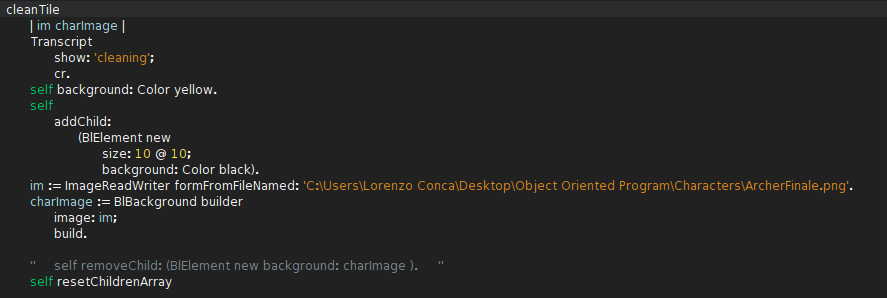 cleanTile
| im charImage |
Transcript
show: 'cleaning';
cr.
self background: Color yellow.
self
addChild:
(BlElement new
size: 10 @ 10;
background: Color black).
im := ImageReadWriter formFromFileNamed: 'C:\Users\Lorenzo Conca\Desktop\Object Oriented Program\Characters\ArcherFinale.png'.
charImage := BlBackground builder
image: im;
build.
" self removeChild: (BlElement new background: charImage ). "
self resetChildrenArray